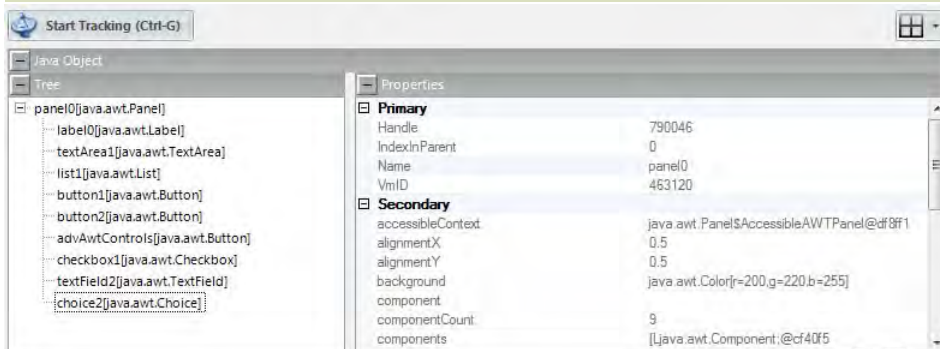 Start Tracking (Ctrl-G)
Java Object
Tree
panel0[java.awt.Panel]
label0[java.awt.Label]
textArea1[java.awt.TextArea]
list1[java.awt.List]
button1[java.awt.Button]
button2[java.awt.Button]
advAwtControls[java.awt.Button]
checkbox1[java.awt.Checkbox]
textField2[java.awt.TextField]
choice2[java.awt.Choice]
Properties
Primary
Handle 790046
IndexInParent 0
Name panel0
VmID 463120
Secondary
accessibleContext java.awt.Panel$AccessibleAWTPanel@df8ff1
alignmentX 0.5
alignmentY 0.5
background java.awt.Color[r=200,g=220,b=255]
component
componentCount 9
components [Ljava.awt.Component;@cf40f5